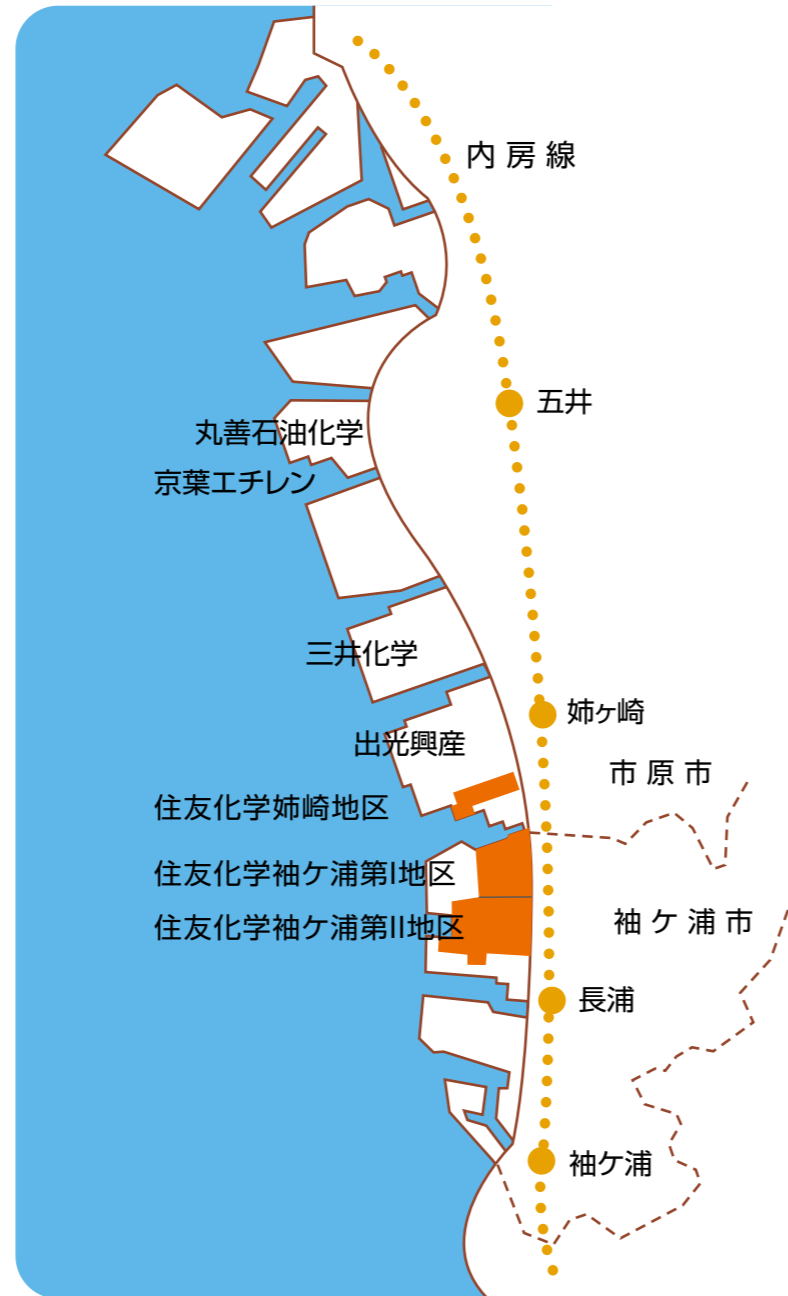 内房線
五井
丸善石油化学
京葉エチレン
三井化学
姉ヶ崎
出光興産
市原市
住友化学姉崎地区
住友化学袖ケ浦第I地区
袖ケ浦市
住友化学袖ケ浦第II地区
長浦
袖ケ浦